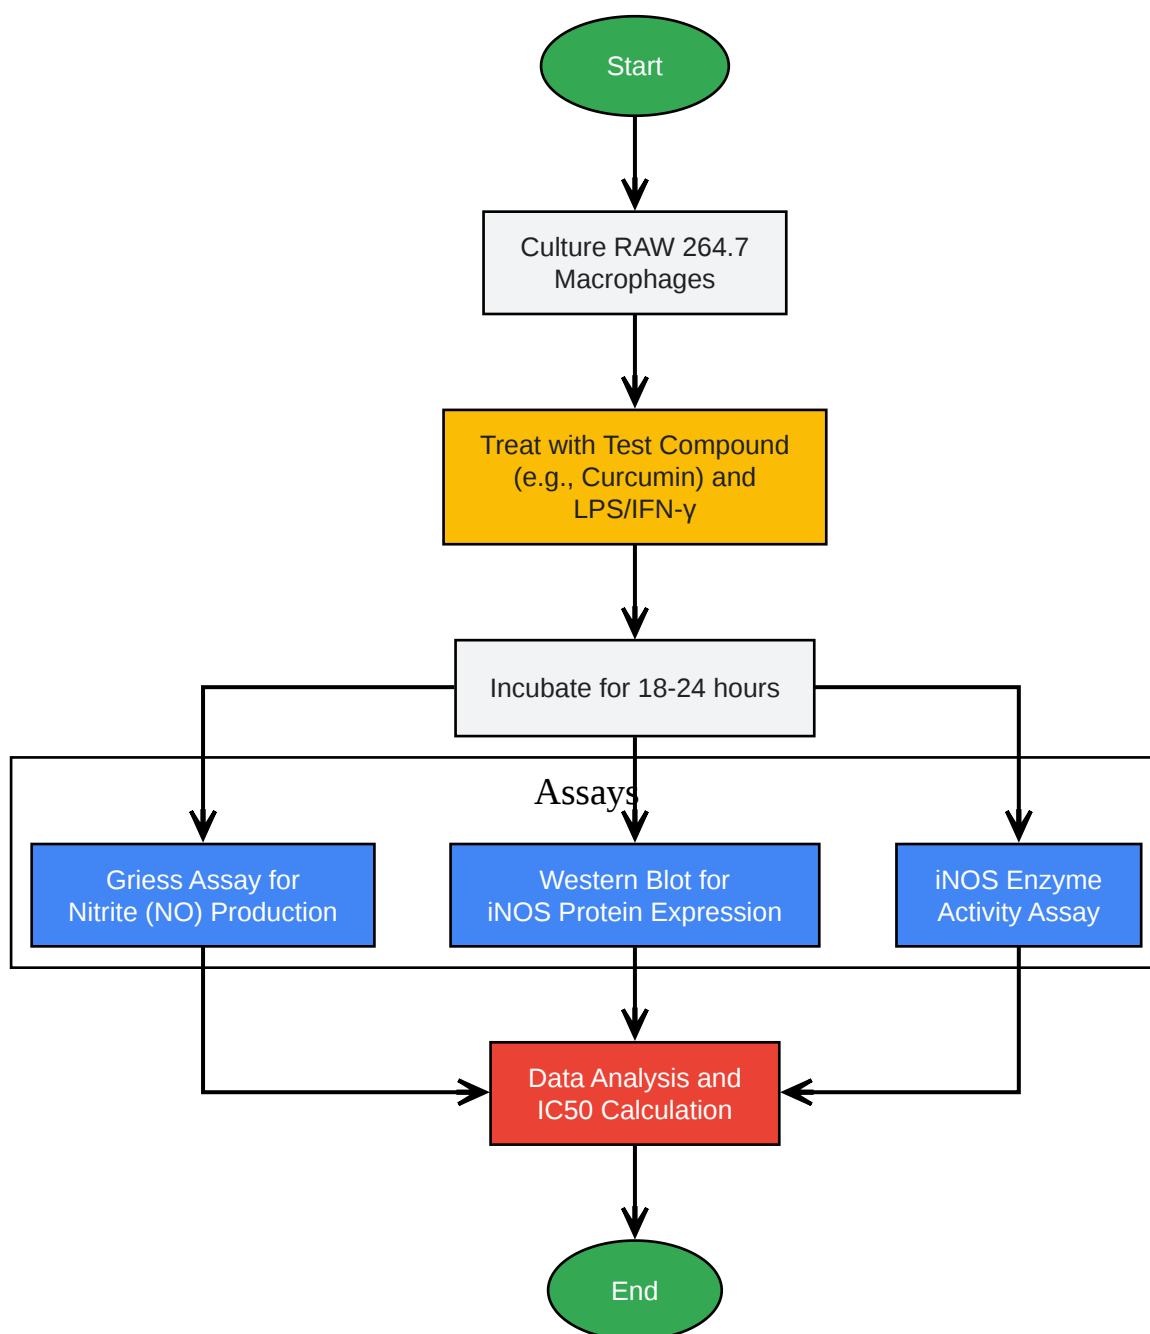 Start
Culture RAW 264.7
Macrophages
Treat with Test Compound
(e.g., Curcumin) and
LPS/IFN-γ
Incubate for 18-24 hours
Assays
Griess Assay for
Nitrite (NO) Production
Western Blot for
iNOS Protein Expression
iNOS Enzyme
Activity Assay
Data Analysis and
IC50 Calculation
End